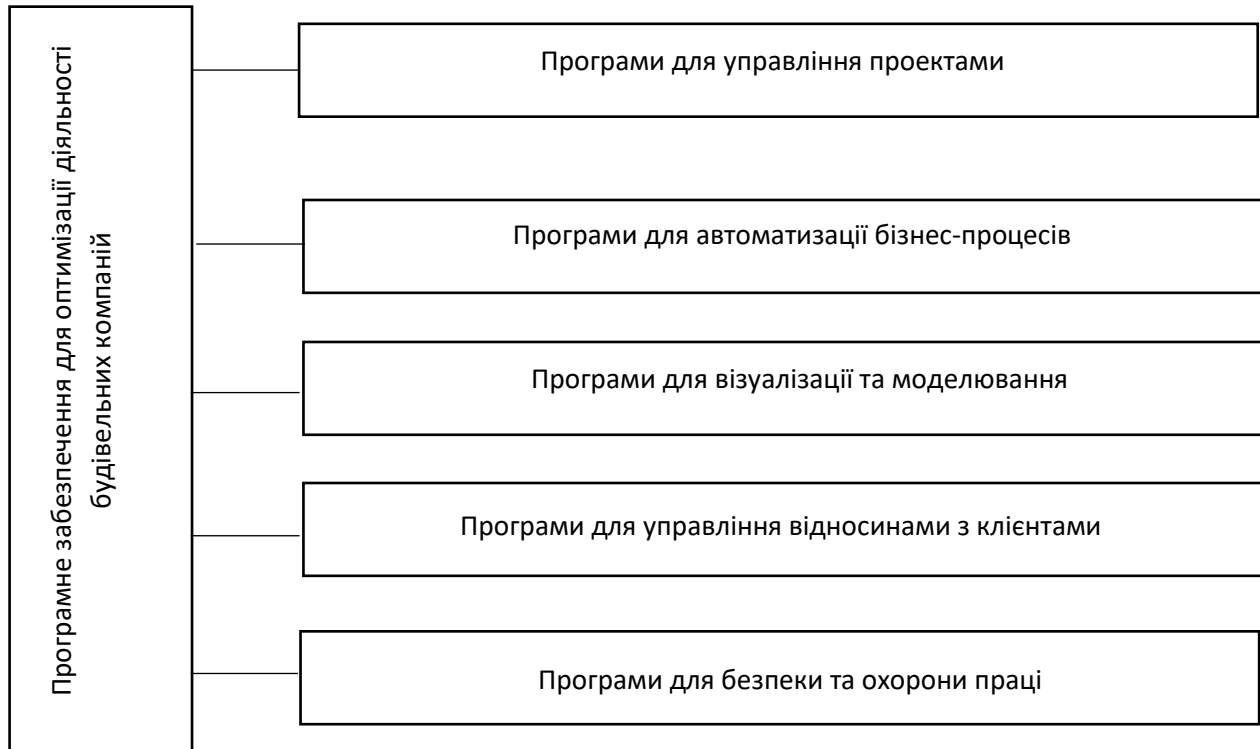 Програмне забезпечення для оптимізації діяльності
будівельних компаній
Програми для управління проектами
Програми для автоматизації бізнес-процесів
Програми для візуалізації та моделювання
Програми для управління відносинами з клієнтами
Програми для безпеки та охорони праці